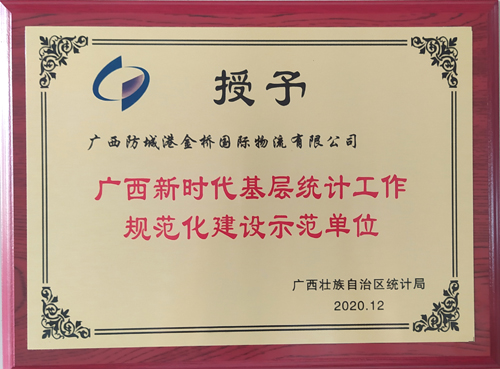 授予
广西防城港金桥国际物流有限公司
广西新时代基层统计工作
规范化建设示范单位
广西壮族自治区统计局
2020.12